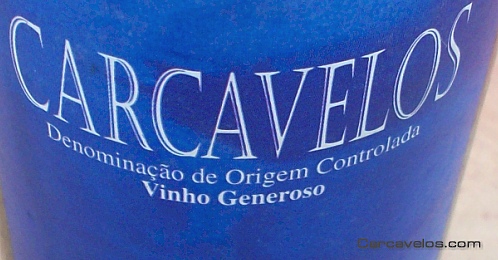 CARCAVELOS
Denominação de Origem Controlada
Vinho Generoso
Carcavelos.com